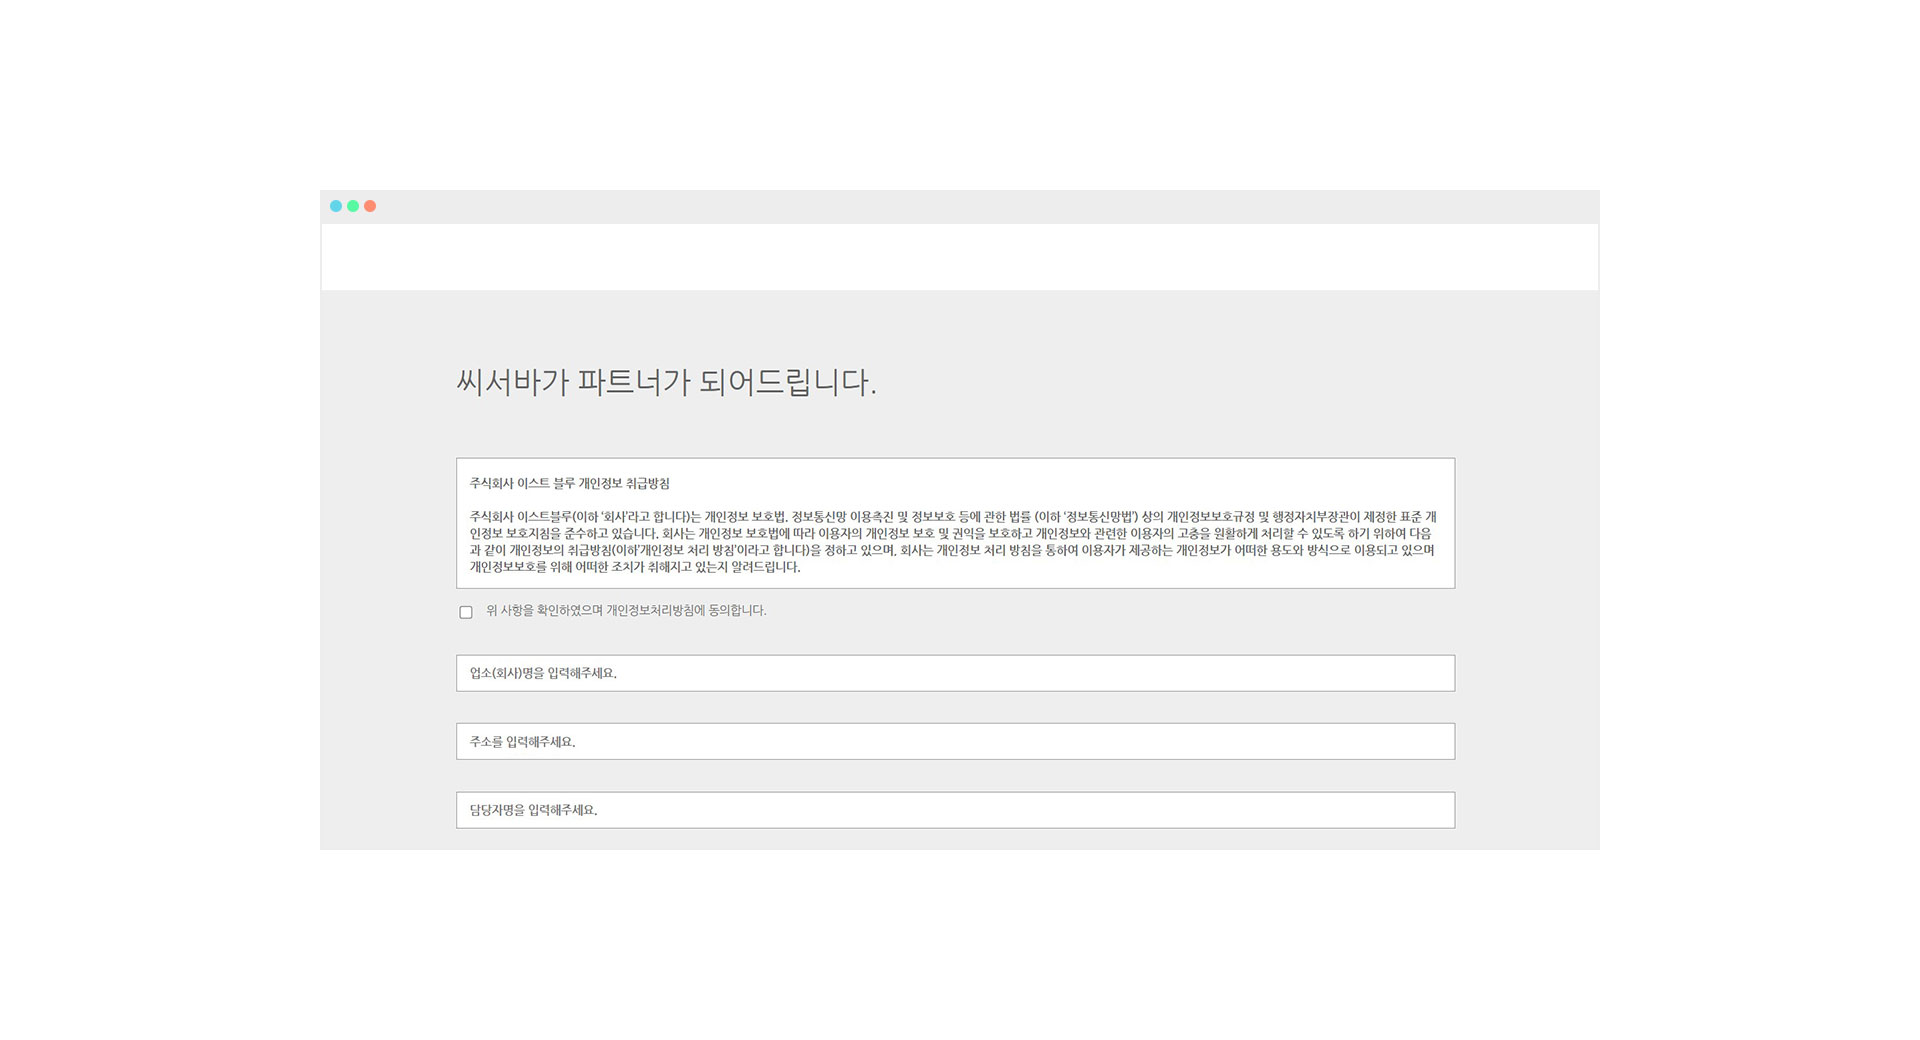 씨서바가 파트너가 되어드립니다.
주식회사 이스트 블루 개인정보 취급방침
주식회사 이스트블루(이하 ‘회사’라고 합니다)는 개인정보 보호법, 정보통신망 이용촉진 및 정보보호 등에 관한 법률 (이하 ‘정보통신망법’) 상의 개인정보보호규정 및 행정자치부장관이 제정한 표준 개
인정보 보호지침을 준수하고 있습니다. 회사는 개인정보 보호법에 따라 이용자의 개인정보 보호 및 권익을 보호하고 개인정보와 관련한 이용자의 고충을 원활하게 처리할 수 있도록 하기 위하여 다음
과 같이 개인정보의 취급방침(이하’개인정보 처리 방침’이라고 합니다)을 정하고 있으며, 회사는 개인정보 처리 방침을 통하여 이용자가 제공하는 개인정보가 어떠한 용도와 방식으로 이용되고 있으며
개인정보보호를 위해 어떠한 조치가 취해지고 있는지 알려드립니다.
위 사항을 확인하였으며 개인정보처리방침에 동의합니다.
업소(회사)명을 입력해주세요.
주소를 입력해주세요.
담당자명을 입력해주세요.